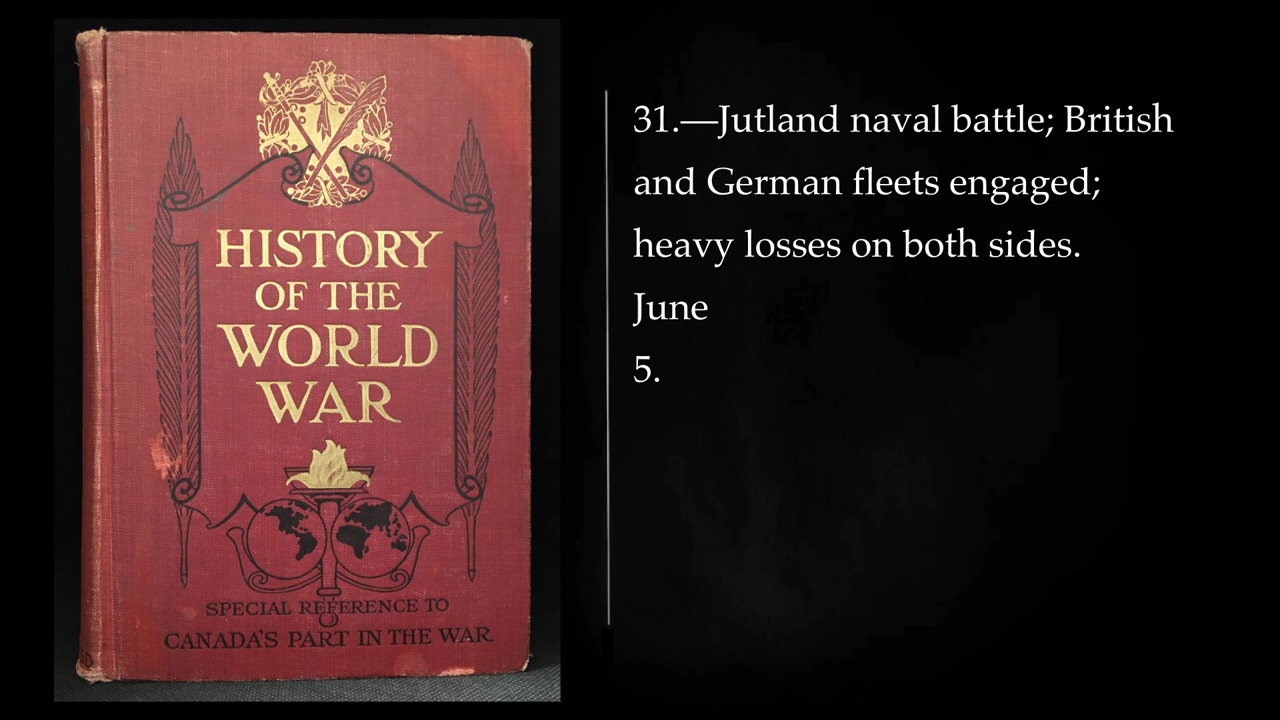 HISTORY
OF THE
WORLD
WAR
SPECIAL REFERENCE TO
CANADA'S PART IN THE WAR
31.—Jutland naval battle; British
and German fleets engaged;
heavy losses on both sides.
June
5.